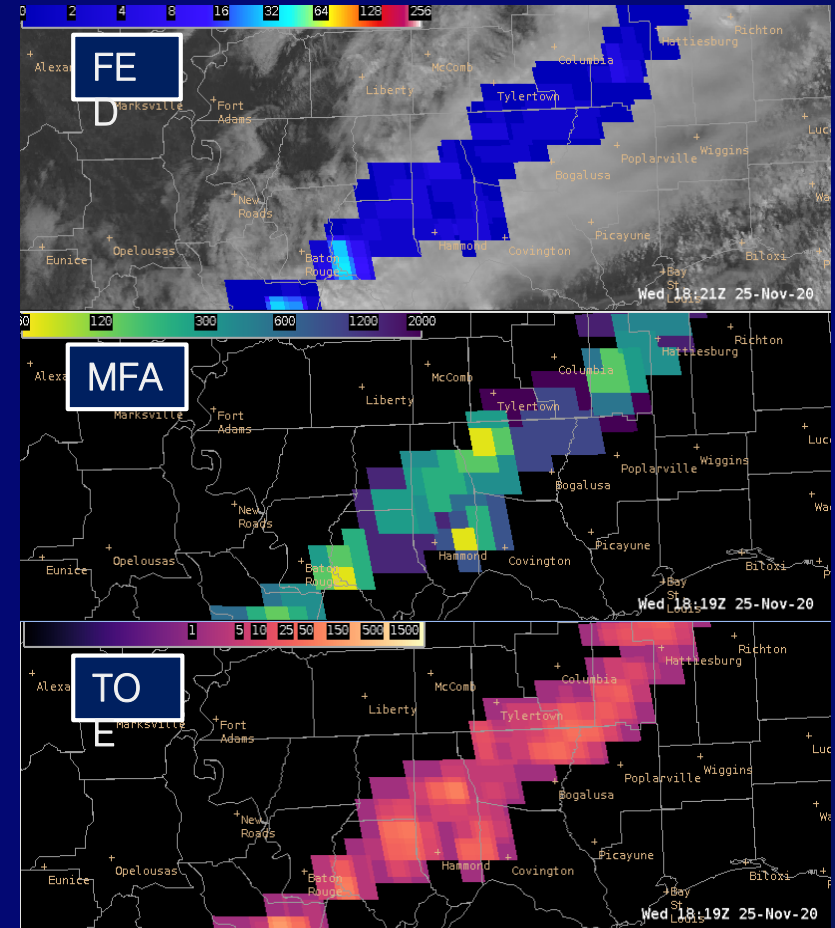 0 2 4 8 16 32 64 128 256
FE
D
Richton
Hattiesburg
Columbia
McComb
Alexa
Liberty
Tylertown
Marksville
Fort
Adams
Luc
Wiggins
Poplarville
Bogalusa
New
Roads
Wa
Picayune
Hammond
Covington
Opelousas
Eunice
Baton
Rouge
Biloxi
P
Bay
St
Louis
Wed 18:21Z 25-Nov-20
60 120 300 600 1200 2000
MFA
Richton
Hattiesburg
Columbia
McComb
Alexa
Liberty
Tylertown
Marksville
Fort
Adams
Luc
Wiggins
Poplarville
Bogalusa
New
Roads
Wa
Picayune
Hammond
Covington
Opelousas
Eunice
Baton
Rouge
Biloxi
P
Bay
St
Louis
Wed 18:19Z 25-Nov-20
1 5 10 25 50 150 500 1500
TO
E
Richton
Hattiesburg
Columbia
McComb
Alexa
Liberty
Tylertown
Marksville
Fort
Adams
Luc
Wiggins
Poplarville
Bogalusa
New
Roads
Wa
Picayune
Hammond
Covington
Opelousas
Eunice
Baton
Rouge
Biloxi
P
Bay
St
Louis
Wed 18:19Z 25-Nov-20